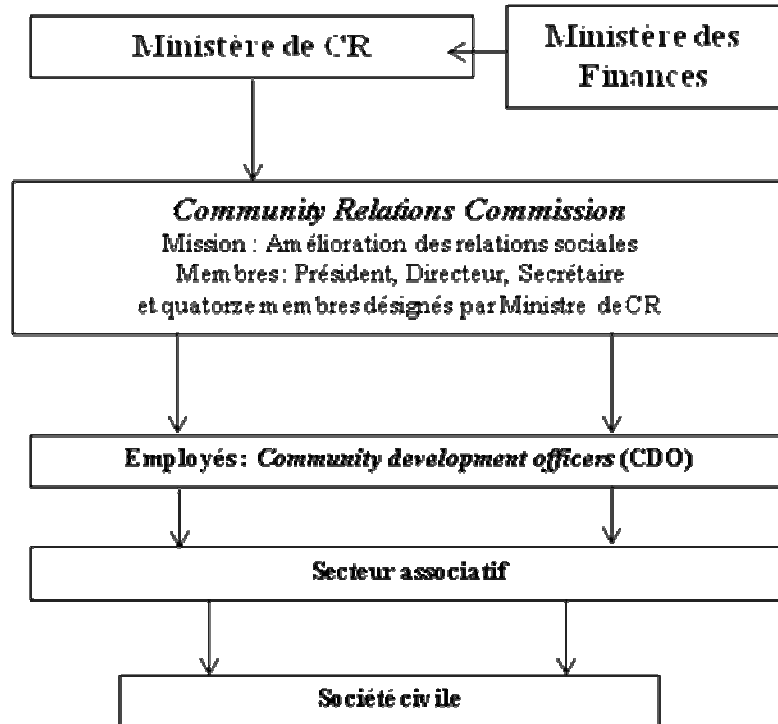 Ministère de CR
Ministère des
Finances
Community Relations Commission
Mission : Amélioration des relations sociales
Membres: Président, Directeur, Secrétaire
et quatorze membres désignés par Ministre de CR
Employés: Community development officers (CDO)
Secteur associatif
Société civile